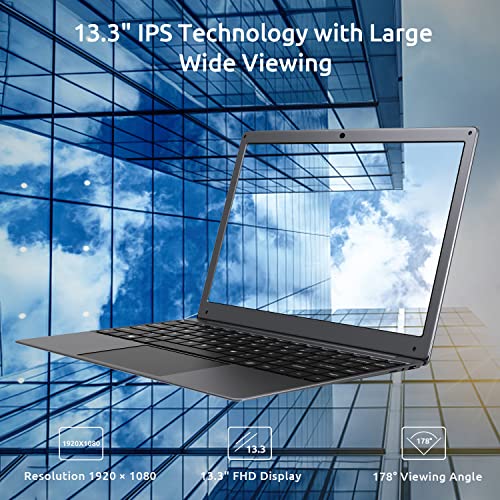 13.3" IPS Technology with Large
Wide Viewing
1920X1080
13.3
178°
Resolution 1920 × 1080
13.3" FHD Display
178° Viewing Angle